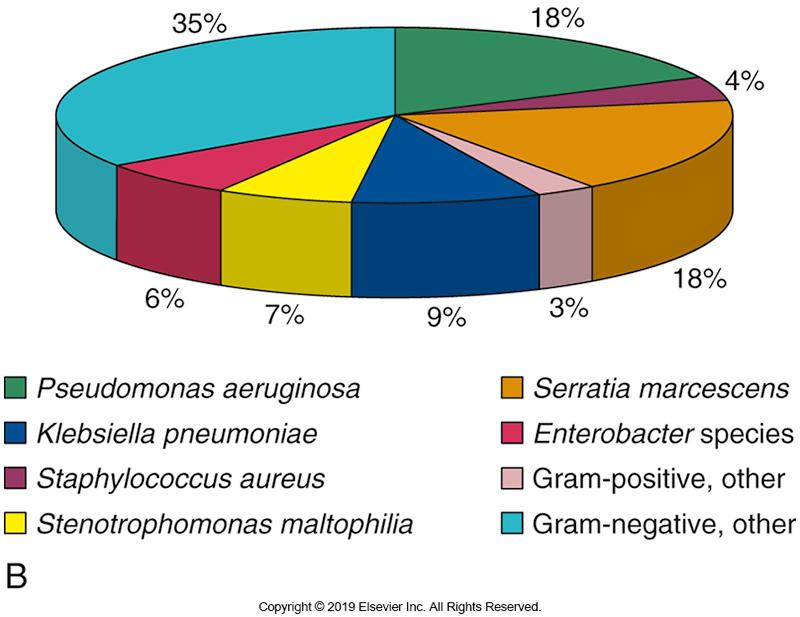 35%
18%
4%
18%
3%
9%
7%
6%
Pseudomonas aeruginosa
Klebsiella pneumoniae
Staphylococcus aureus
Stenotrophomonas maltophilia
Serratia marcescens
Enterobacter species
Gram-positive, other
Gram-negative, other
B
Copyright © 2019 Elsevier Inc. All Rights Reserved.